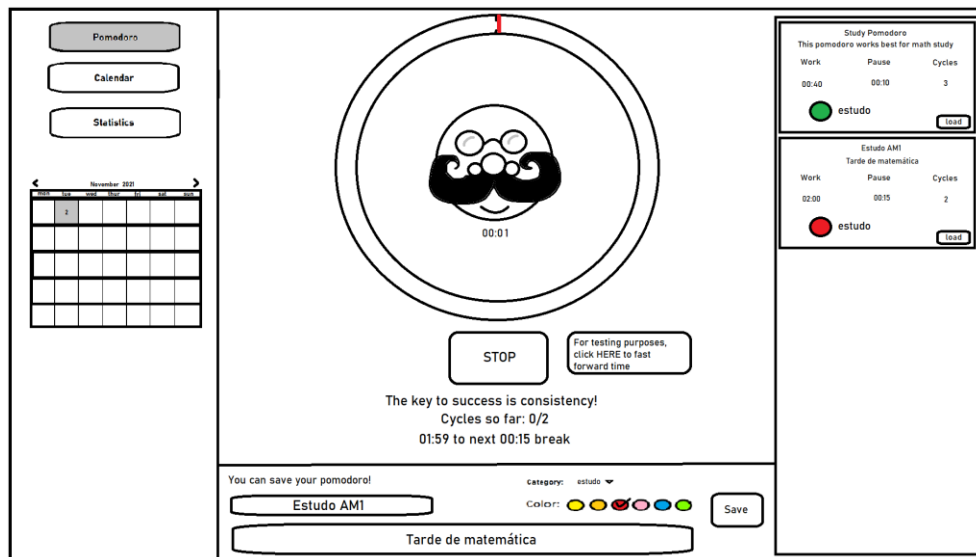 Pomodoro
Calendar
Statistics
November 2021
mon tue wed thur fri sat sun
2
00:01
STOP
For testing purposes,
click HERE to fast
forward time
The key to success is consistency!
Cycles so far: 0/2
01:59 to next 00:15 break
You can save your pomodoro!
Estudo AM1
Category: estudo
Color:
Save
Tarde de matemática
Study Pomodoro
This pomodoro works best for math study
Work Pause Cycles
00:40 00:10 3
estudo
load
Estudo AM1
Tarde de matemática
Work Pause Cycles
02:00 00:15 2
estudo
load